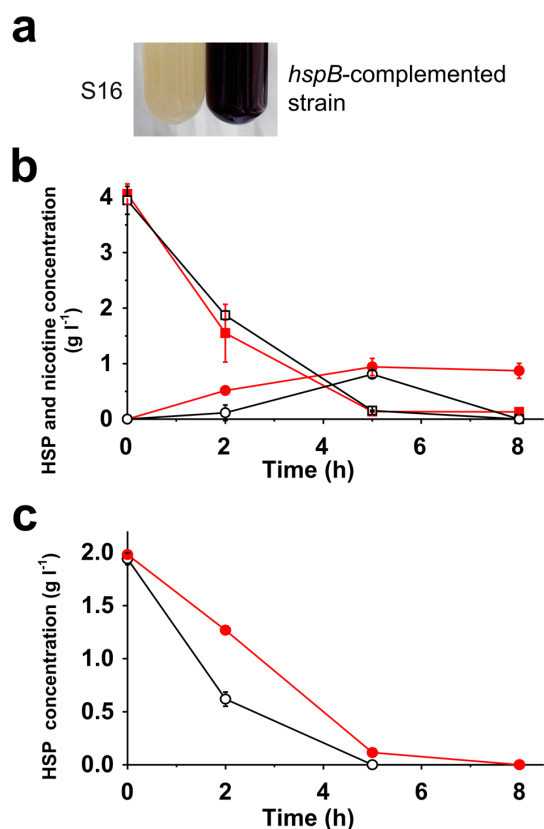 a
S16
hspB-complemented
strain
b
HSP and nicotine concentration
(g l⁻¹)
4
3
2
1
0
0 2 4 6 8
Time (h)
c
HSP concentration (g l⁻¹)
2.0
1.5
1.0
0.5
0.0
0 2 4 6 8
Time (h)